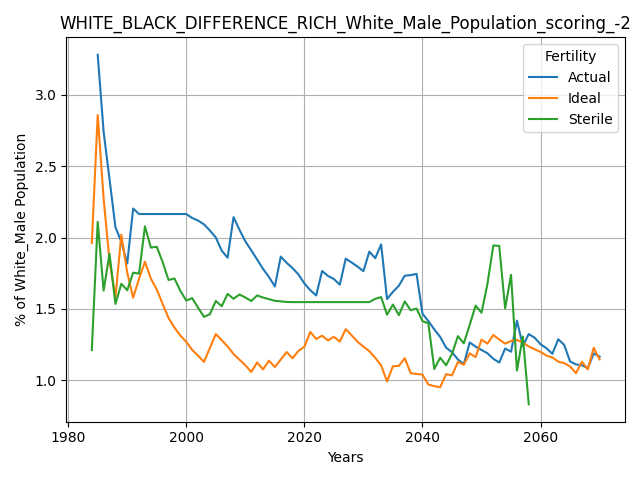 WHITE_BLACK_DIFFERENCE_RICH_White_Male_Population_scoring_-2
Fertility
Actual
Ideal
Sterile
% of White_Male Population
3.0
2.5
2.0
1.5
1.0
1980 2000 2020 2040 2060
Years